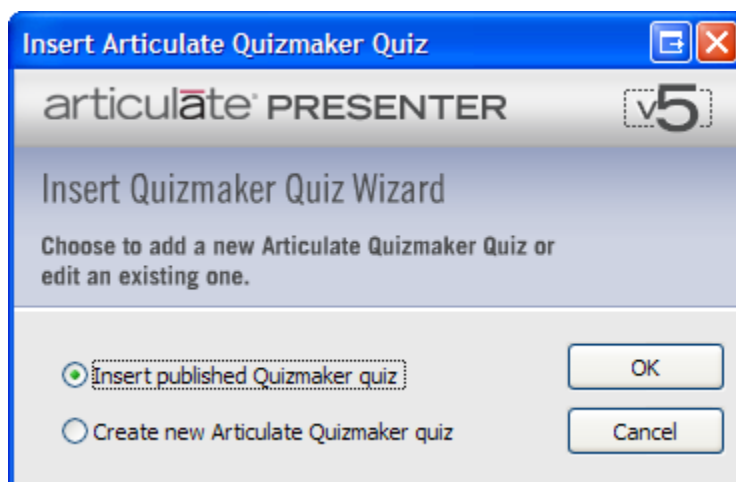 Insert Articulate Quizmaker Quiz
articulāte PRESENTER v5
Insert Quizmaker Quiz Wizard
Choose to add a new Articulate Quizmaker Quiz or
edit an existing one.
Insert published Quizmaker quiz
OK
Create new Articulate Quizmaker quiz
Cancel